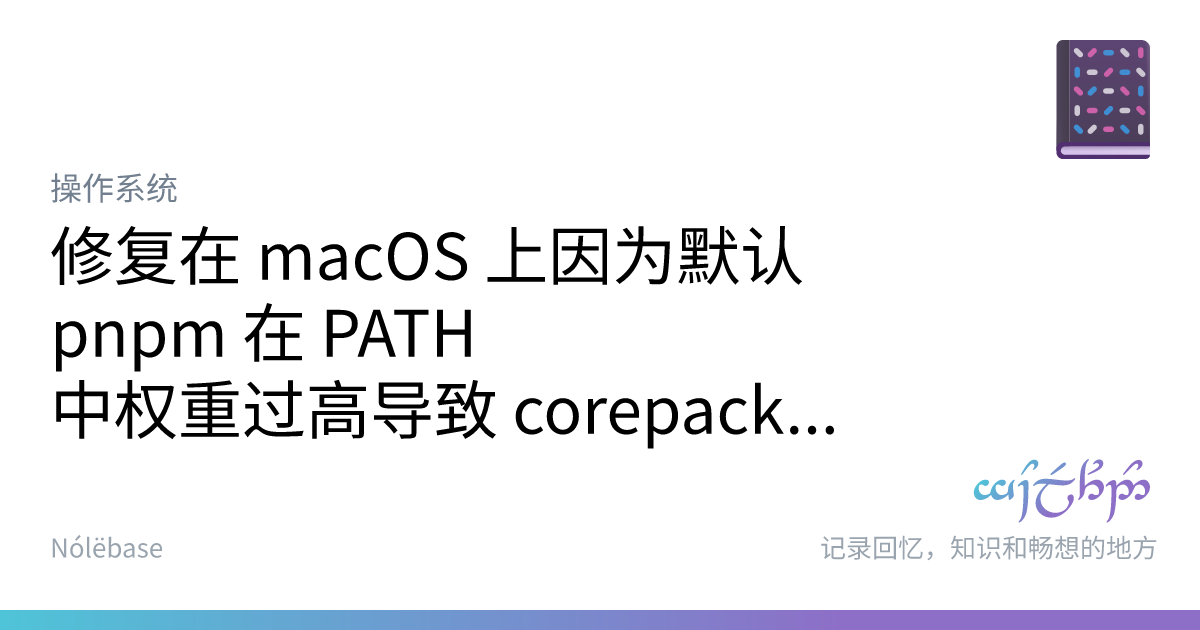 操作系统
修复在 macOS 上因为默认
pnpm 在 PATH
中权重过高导致 corepack...
Nólëbase
记录回忆，知识和畅想的地方